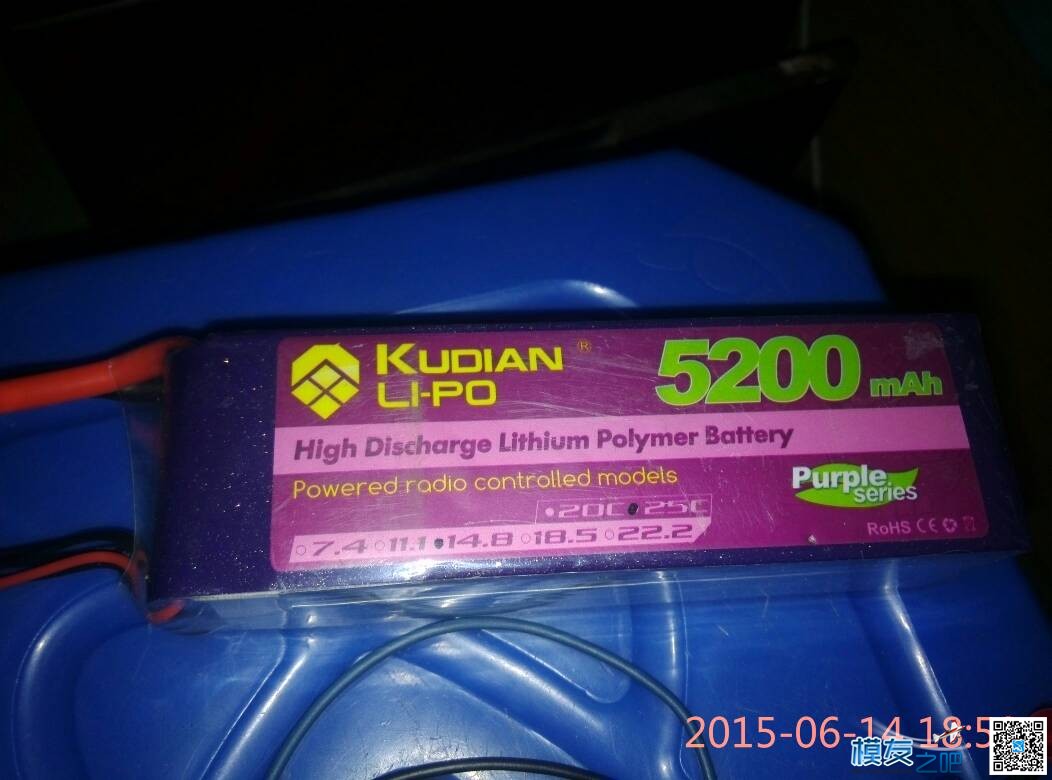 KUDIAN ®
LI-PO
5200 mAh
High Discharge Lithium Polymer Battery
Powered radio controlled models
Purple
series
20C 25C
7.4 11.1 14.8 18.5 22.2
RoHS CE
2015-06-14 18:5
模友之吧